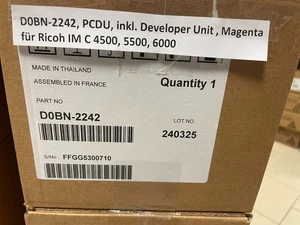 D0BN-2242, PCDU, inkl. Developer Unit , Magenta
für Ricoh IM C 4500, 5500, 6000
MADE IN THAILAND
ASSEMBLED IN FRANCE
Quantity 1
PART NO
D0BN-2242
LOT NO.
240325
S/No : FFGG5300710